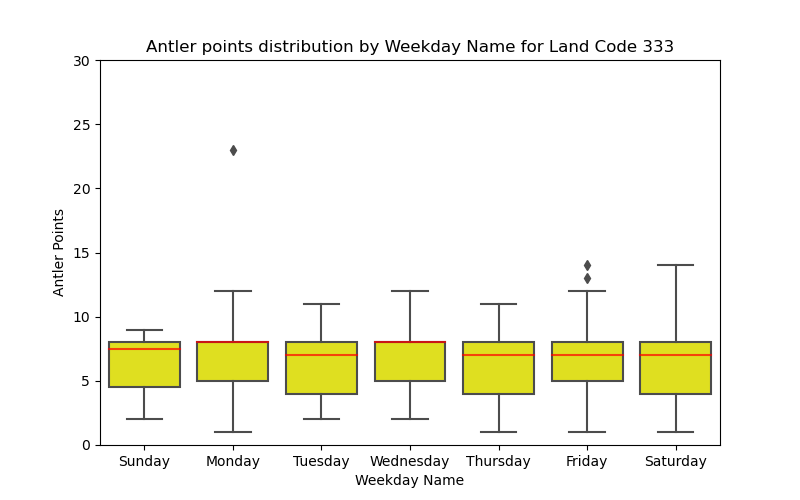 Antler points distribution by Weekday Name for Land Code 333
30
25
20
15
10
5
0
Antler Points
Sunday Monday Tuesday Wednesday Thursday Friday Saturday
Weekday Name